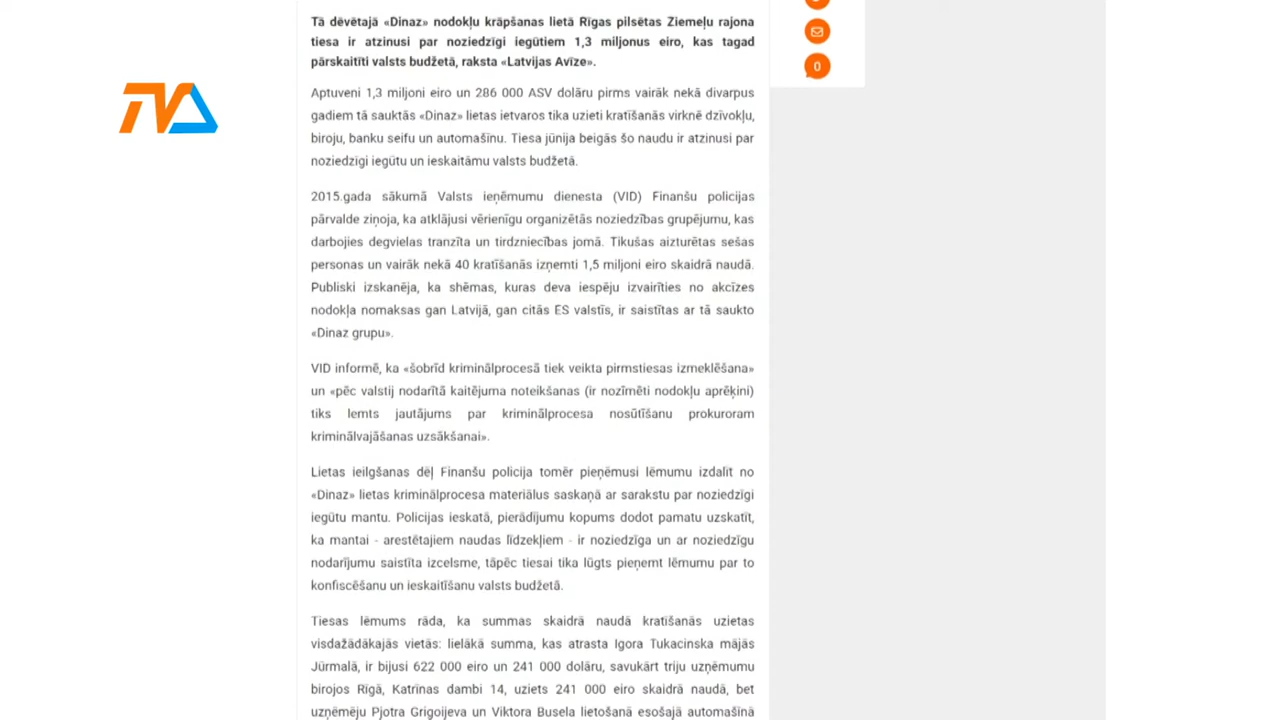 Tā dēvētajā «Dinaz» nodokļu krāpšanas lietā Rīgas pilsētas Ziemeļu rajona
tiesa ir atzinusi par noziedzīgi iegūtiem 1,3 miljonus eiro, kas tagad
pārskaitīti valsts budžetā, raksta «Latvijas Avīze».
0
TVA
Aptuveni 1,3 miljoni eiro un 286 000 ASV dolāru pirms vairāk nekā divarpus
gadiem tā sauktās «Dinaz» lietas ietvaros tika uzieti kratīšanās virknē dzīvokļu,
biroju, banku seifu un automašīnu. Tiesa jūnija beigās šo naudu ir atzinusi par
noziedzīgi iegūtu un ieskaitāmu valsts budžetā.
2015.gada sākumā Valsts ieņēmumu dienesta (VID) Finanšu policijas
pārvalde ziņoja, ka atklājusi vērienīgu organizētās noziedzības grupējumu, kas
darbojies degvielas tranzīta un tirdzniecības jomā. Tikušas aizturētas sešas
personas un vairāk nekā 40 kratīšanās izņemti 1,5 miljoni eiro skaidrā naudā.
Publiski izskanēja, ka shēmas, kuras deva iespēju izvairīties no akcīzes
nodokļa nomaksas gan Latvijā, gan citās ES valstīs, ir saistītas ar tā saukto
«Dinaz grupu».
VID informē, ka «šobrīd kriminālprocesā tiek veikta pirmstiesas izmeklēšana»
un «pēc valstij nodarītā kaitējuma noteikšanas (ir nozīmēti nodokļu aprēķini)
tiks lemts jautājums par kriminālprocesa nosūtīšanu prokuroram
kriminālvajāšanas uzsākšanai».
Lietas ieilgšanas dēļ Finanšu policija tomēr pieņēmusi lēmumu izdalīt no
«Dinaz» lietas kriminālprocesa materiālus saskaņā ar sarakstu par noziedzīgi
iegūtu mantu. Policijas ieskatā, pierādījumu kopums dodot pamatu uzskatīt,
ka mantai - arestētajiem naudas līdzekļiem - ir noziedzīga un ar noziedzīgu
nodarījumu saistīta izcelsme, tāpēc tiesai tika lūgts pieņemt lēmumu par to
konfiscēšanu un ieskaitīšanu valsts budžetā.
Tiesas lēmums rāda, ka summas skaidrā naudā kratīšanās uzietas
visdažādākajās vietās: lielākā summa, kas atrasta Igora Tukacinska mājās
Jūrmalā, ir bijusi 622 000 eiro un 241 000 dolāru, savukārt triju uzņēmumu
birojos Rīgā, Katrīnas dambī 14, uziets 241 000 eiro skaidrā naudā, bet
uzņēmēju Pjotra Grigoijeva un Viktora Busela lietošanā esošajā automašīnā